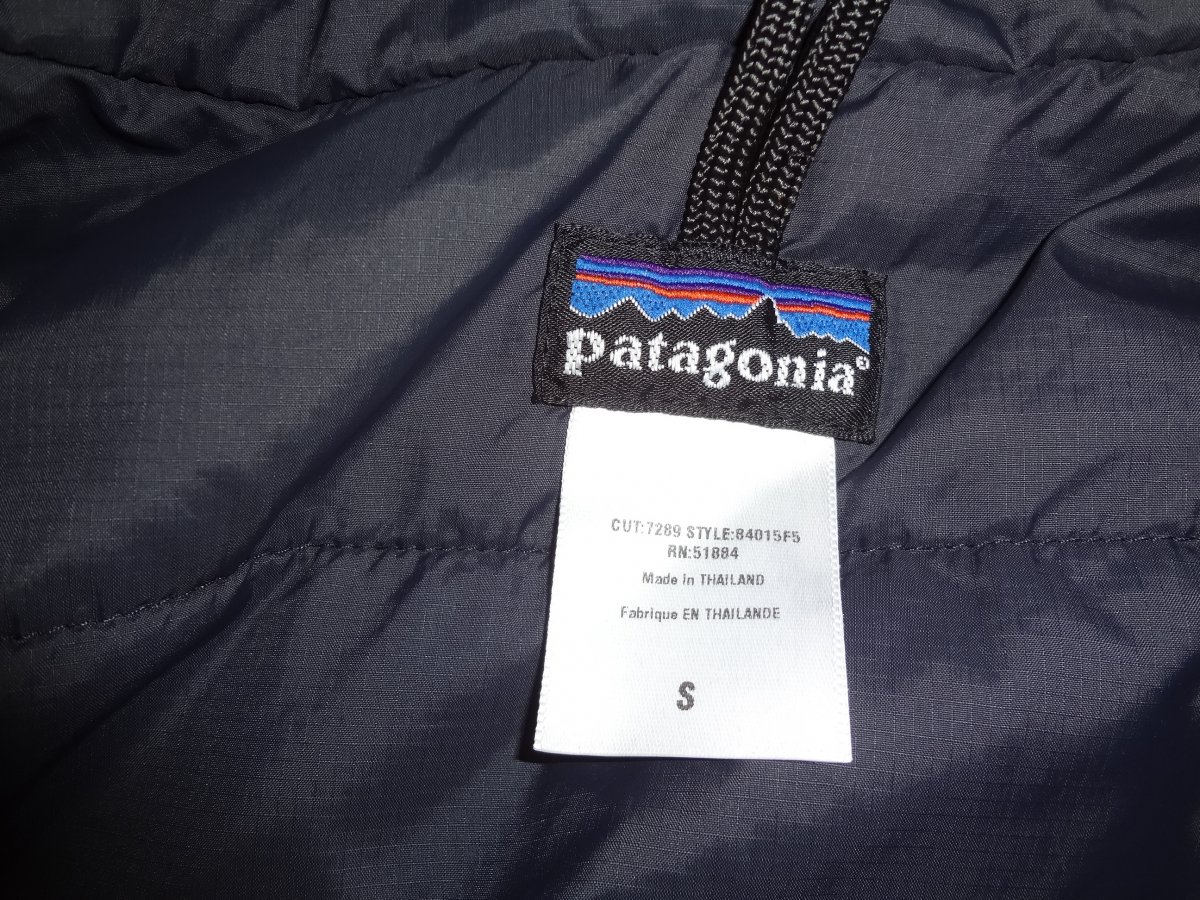 patagonia®
CUT:7289 STYLE:84015F5
RN:51884
Made in THAILAND
Fabrique EN THAILANDE
S